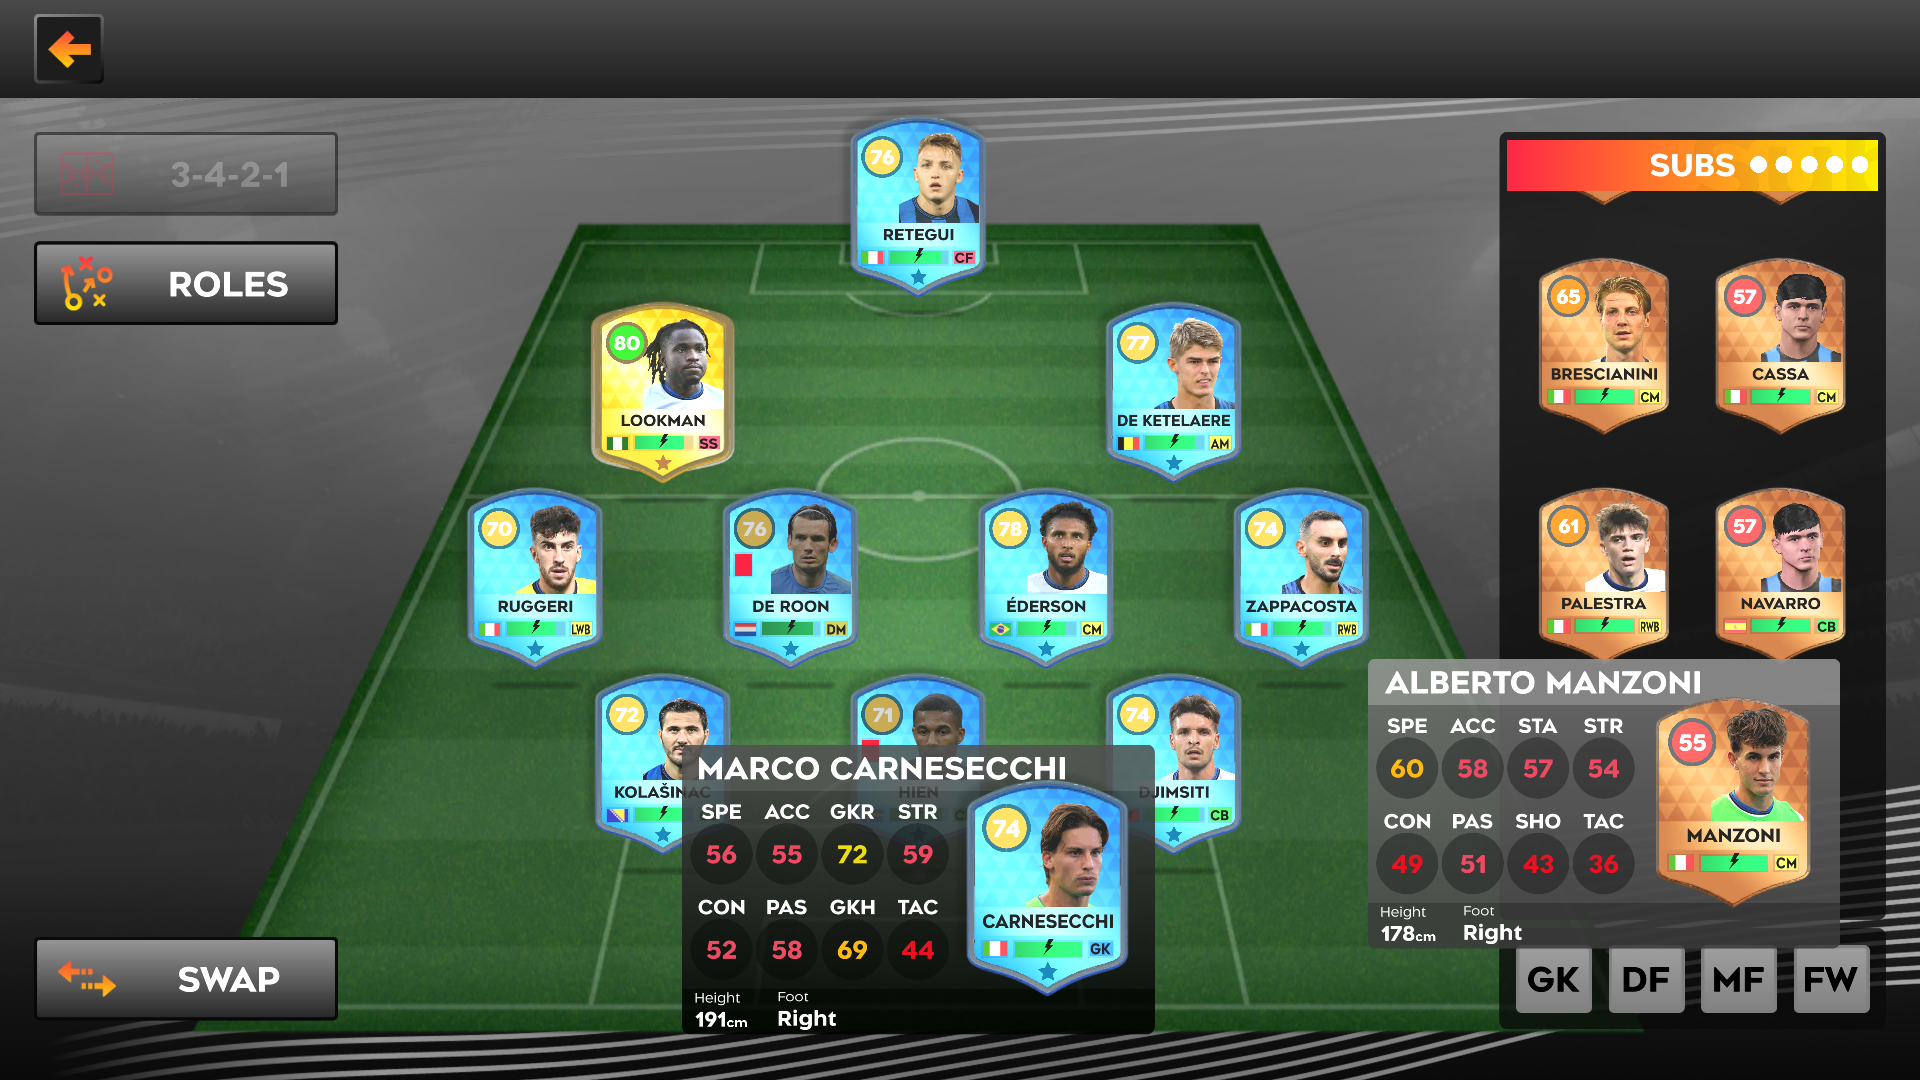 3-4-2-1
ROLES
SUBS
76
RETEGUI
CF
80
LOOKMAN
SS
77
DE KETELAERE
AM
65
BRESCIANINI
CM
57
CASSA
CM
70
RUGGERI
LWB
76
DE ROON
DM
78
ÉDERSON
CM
74
ZAPPACOSTA
RWB
61
PALESTRA
RWB
57
NAVARRO
CB
72
KOLAŠINAC
71
HIEN
74
DJIMSITI
CB
MARCO CARNESECCHI
SPE ACC GKR STR
56 55 72 59
CON PAS GKH TAC
52 58 69 44
Height Foot
191cm Right
74
CARNESECCHI
GK
ALBERTO MANZONI
SPE ACC STA STR
60 58 57 54
CON PAS SHO TAC
49 51 43 36
Height Foot
178cm Right
55
MANZONI
CM
SWAP
GK DF MF FW